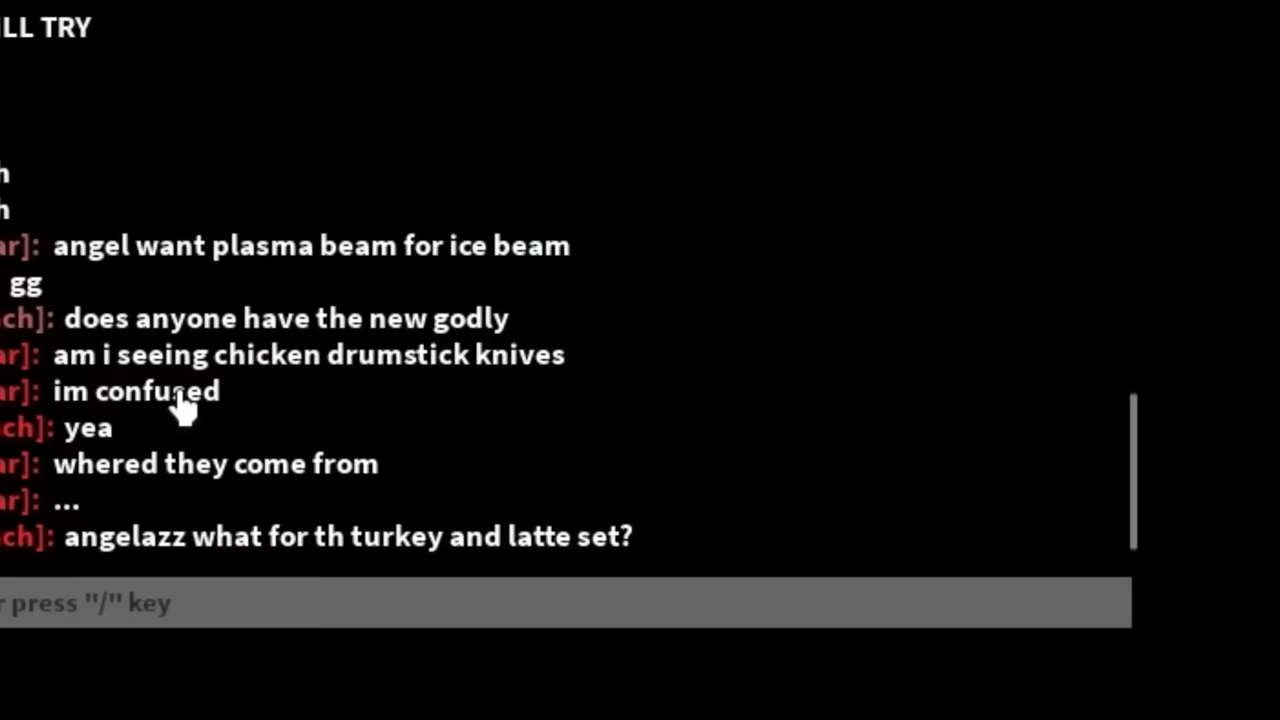 ILL TRY
h
h
ar]: angel want plasma beam for ice beam
gg
ch]: does anyone have the new godly
ar]: am i seeing chicken drumstick knives
ar]: im confused
ch]: yea
ar]: whered they come from
ar]: ...
ch]: angelazz what for th turkey and latte set?
r press "/" key